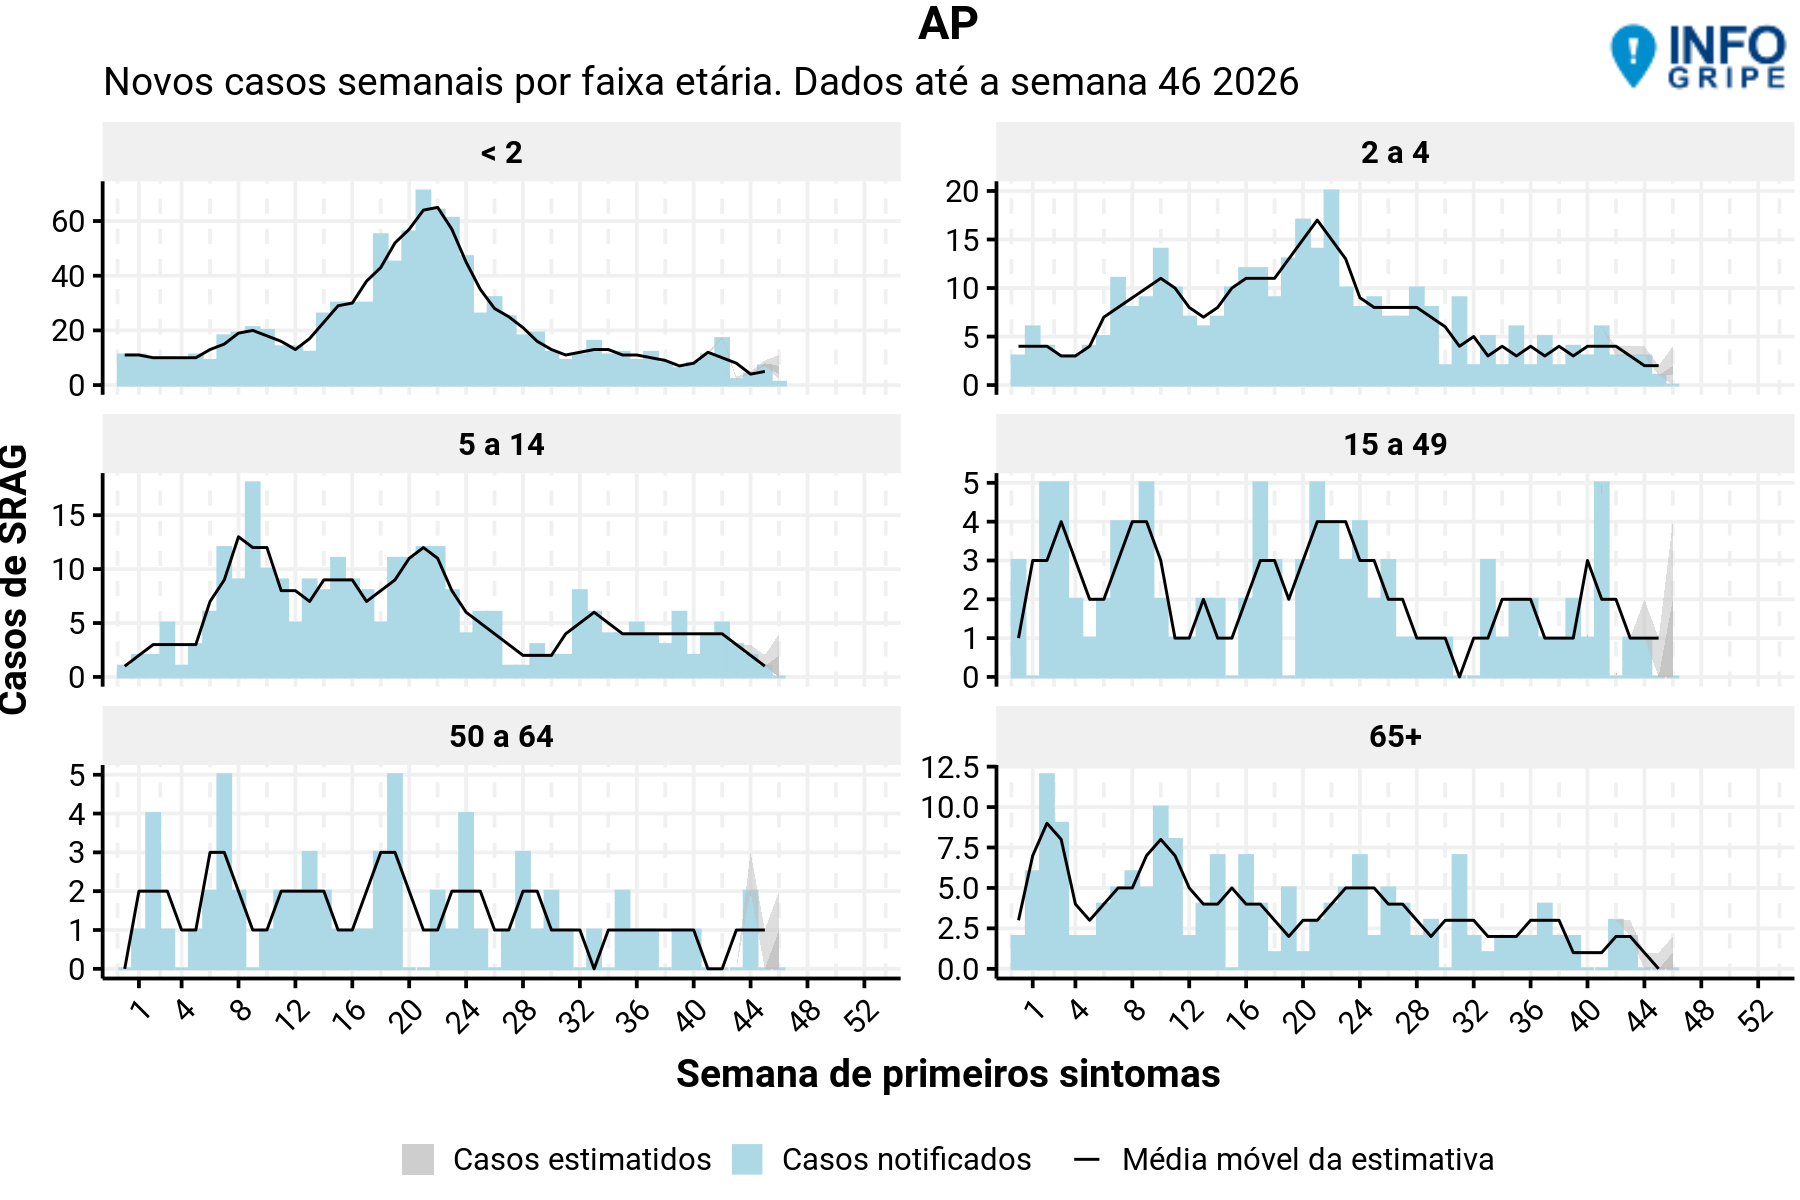 AP
INFO
GRIPE
Novos casos semanais por faixa etária. Dados até a semana 46 2026
< 2
2 a 4
60
40
20
0
20
15
10
5
0
5 a 14
15 a 49
15
10
5
0
5
4
3
2
1
0
50 a 64
65+
5
4
3
2
1
0
12.5
10.0
7.5
5.0
2.5
0.0
1 4 8 12 16 20 24 28 32 36 40 44 48 52
1 4 8 12 16 20 24 28 32 36 40 44 48 52
Casos de SRAG
Semana de primeiros sintomas
Casos estimatidos Casos notificados Média móvel da estimativa